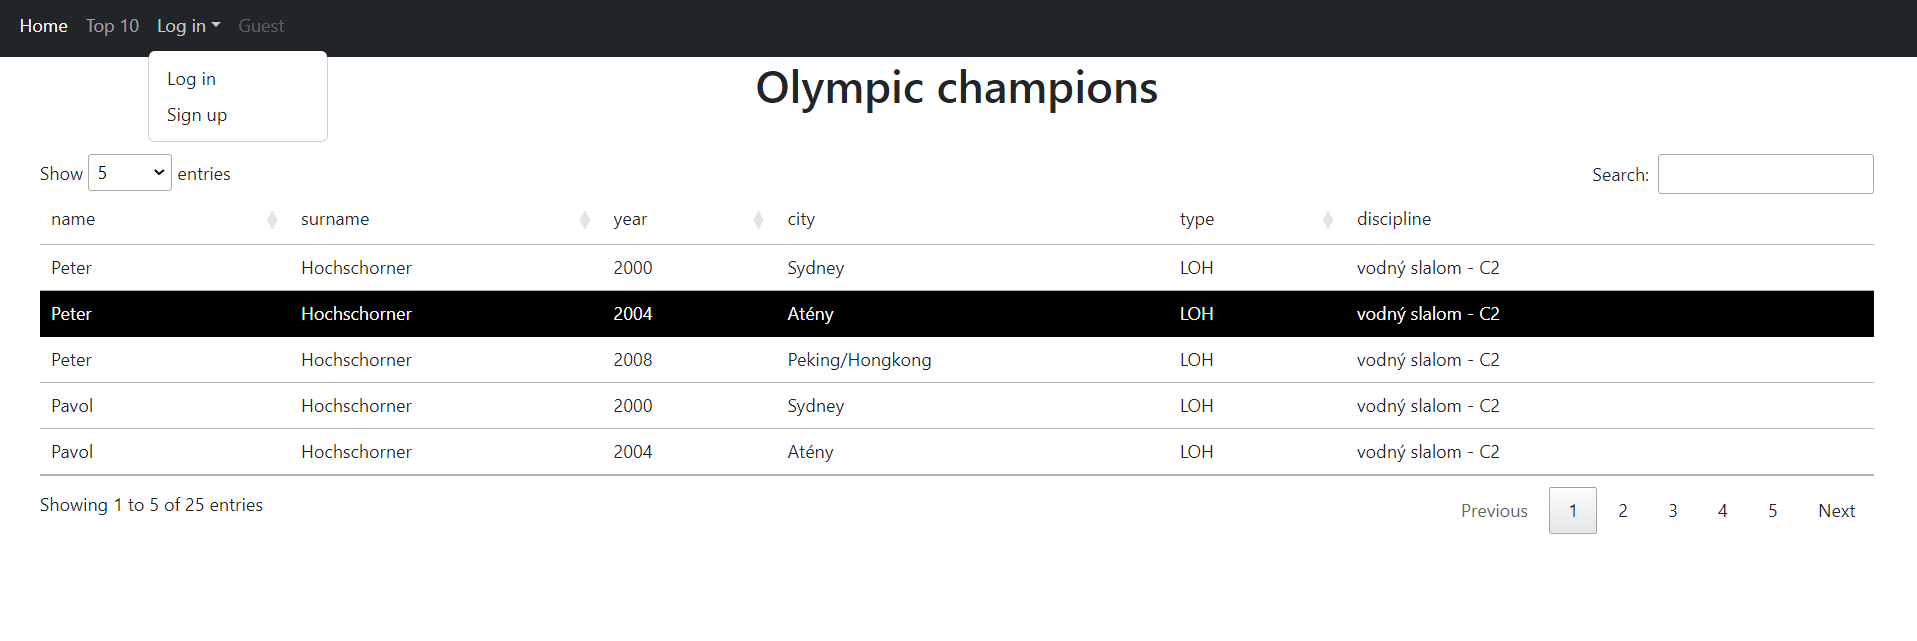 Home Top 10 Log in Guest
Log in
Sign up
Olympic champions
Show 5 entries Search:
name surname year city type discipline
Peter Hochschorner 2000 Sydney LOH vodný slalom - C2
Peter Hochschorner 2004 Atény LOH vodný slalom - C2
Peter Hochschorner 2008 Peking/Hongkong LOH vodný slalom - C2
Pavol Hochschorner 2000 Sydney LOH vodný slalom - C2
Pavol Hochschorner 2004 Atény LOH vodný slalom - C2
Showing 1 to 5 of 25 entries Previous 1 2 3 4 5 Next